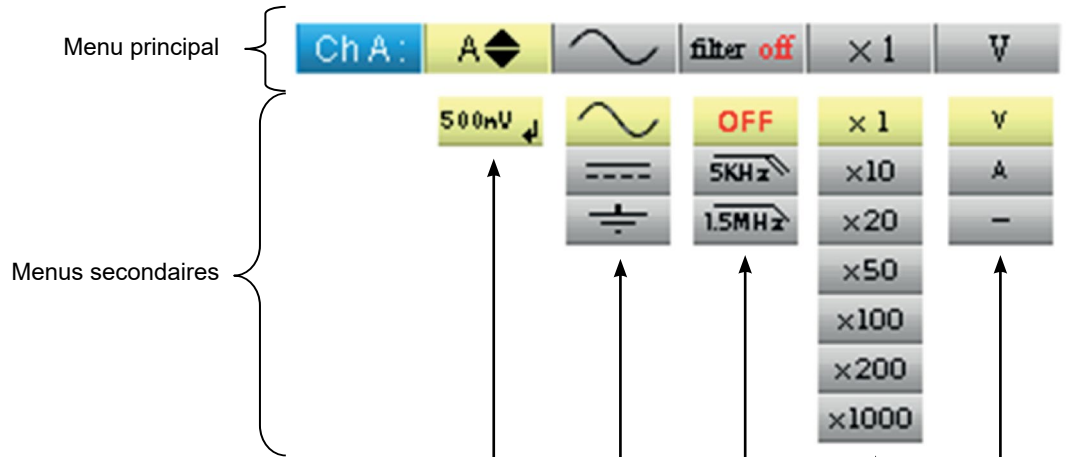 Menu principal
Ch A : A filter off × 1 V
Menus secondaires
500mV OFF × 1 V
5KHz ×10 A
1.5MHz ×20 −
×50
×100
×200
×1000